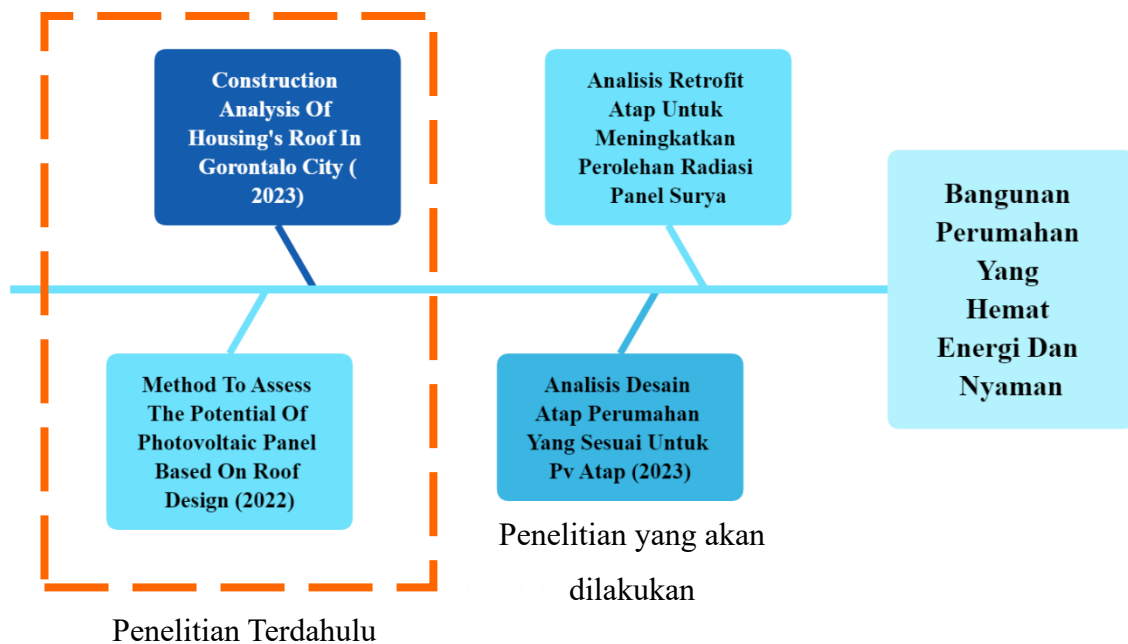 Construction
Analysis Of
Housing's Roof In
Gorontalo City (
2023)
Analisis Retrofit
Atap Untuk
Meningkatkan
Perolehan Radiasi
Panel Surya
Bangunan
Perumahan
Yang
Hemat
Energi Dan
Nyaman
Method To Assess
The Potential Of
Photovoltaic Panel
Based On Roof
Design (2022)
Analisis Desain
Atap Perumahan
Yang Sesuai Untuk
Pv Atap (2023)
Penelitian yang akan
dilakukan
Penelitian Terdahulu